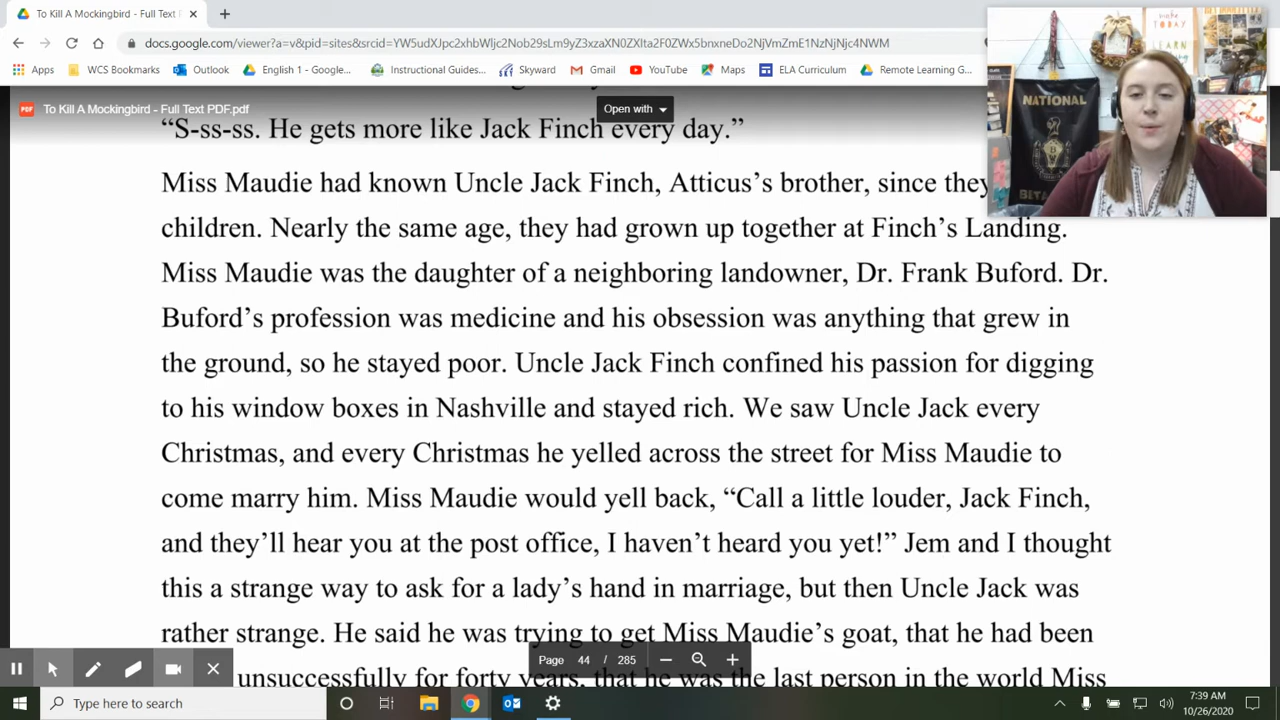 To Kill A Mockingbird - Full Text
docs.google.com/viewer?a=v&pid=sites&srcid=
Apps
WCS Bookmarks
Outlook
English 1 - Google...
Instructional Guides...
Skyward
Gmail
YouTube
Maps
ELA Curriculum
Remote Learning G...
PDF
To Kill A Mockingbird - Full Text PDF.pdf
Open with
make
TODAY
LEARN
NATIONAL
BETA
“S-ss-ss. He gets more like Jack Finch every day.”
Miss Maudie had known Uncle Jack Finch, Atticus’s brother, since they
children. Nearly the same age, they had grown up together at Finch’s Landing.
Miss Maudie was the daughter of a neighboring landowner, Dr. Frank Buford. Dr.
Buford’s profession was medicine and his obsession was anything that grew in
the ground, so he stayed poor. Uncle Jack Finch confined his passion for digging
to his window boxes in Nashville and stayed rich. We saw Uncle Jack every
Christmas, and every Christmas he yelled across the street for Miss Maudie to
come marry him. Miss Maudie would yell back, “Call a little louder, Jack Finch,
and they’ll hear you at the post office, I haven’t heard you yet!” Jem and I thought
this a strange way to ask for a lady’s hand in marriage, but then Uncle Jack was
rather strange. He said he was trying to get Miss Maudie’s goat, that he had been
unsuccessfully for forty years, that he was the last person in the world Miss
Page 44 / 285
Type here to search
7:39 AM
10/26/2020